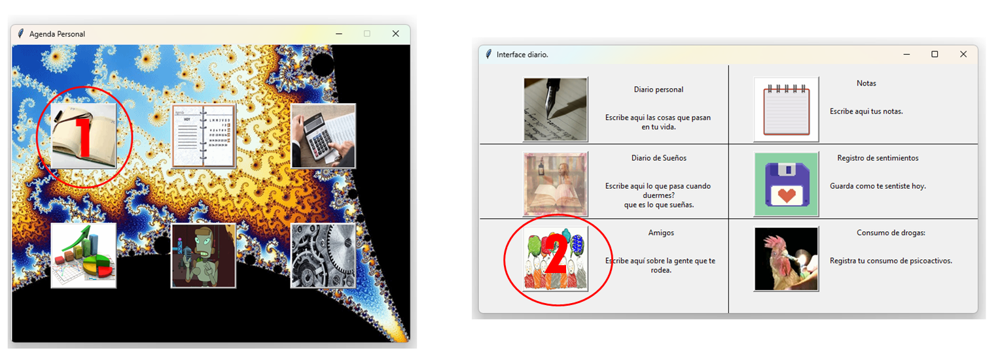 Agenda Personal
1
Agenda
HOY
L M M J V S D
Interface diario.
Diario personal
Escribe aqui las cosas que pasan
en tu vida.
Notas
Escribe aqui tus notas.
Diario de Sueños
Escribe aqui lo que pasa cuando
duermes?
que es lo que sueñas.
Registro de sentimientos
Guarda como te sentiste hoy.
2
Amigos
Escribe aquí sobre la gente que te
rodea.
Consumo de drogas:
Registra tu consumo de psicoactivos.